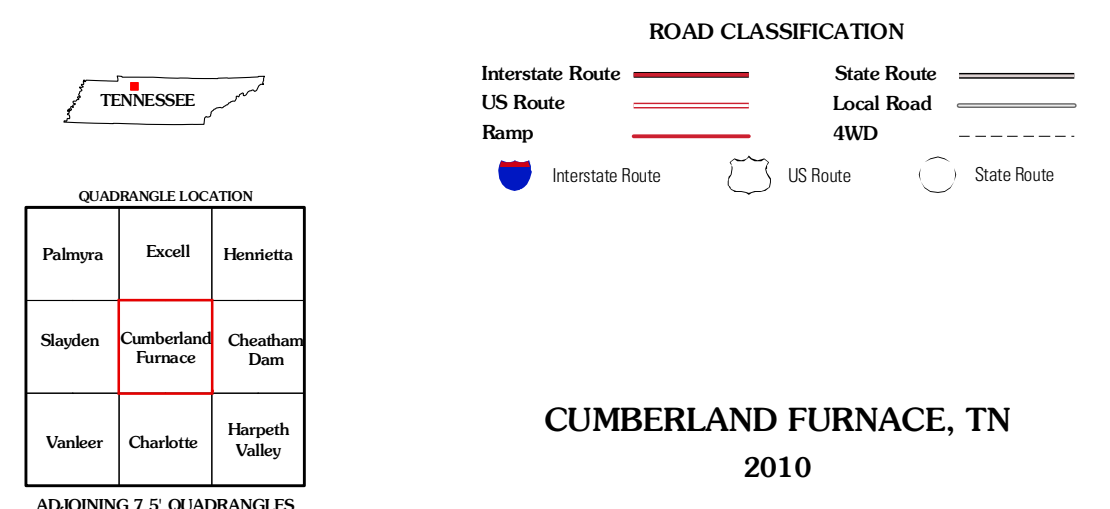 ROAD CLASSIFICATION
Interstate Route
State Route
US Route
Local Road
Ramp
4WD
Interstate Route
US Route
State Route
TENNESSEE
QUADRANGLE LOCATION
Palmyra
Excell
Henrietta
Slayden
Cumberland
Furnace
Cheatham
Dam
Vanleer
Charlotte
Harpeth
Valley
ADJOINING 7.5' QUADRANGLES
CUMBERLAND FURNACE, TN
2010